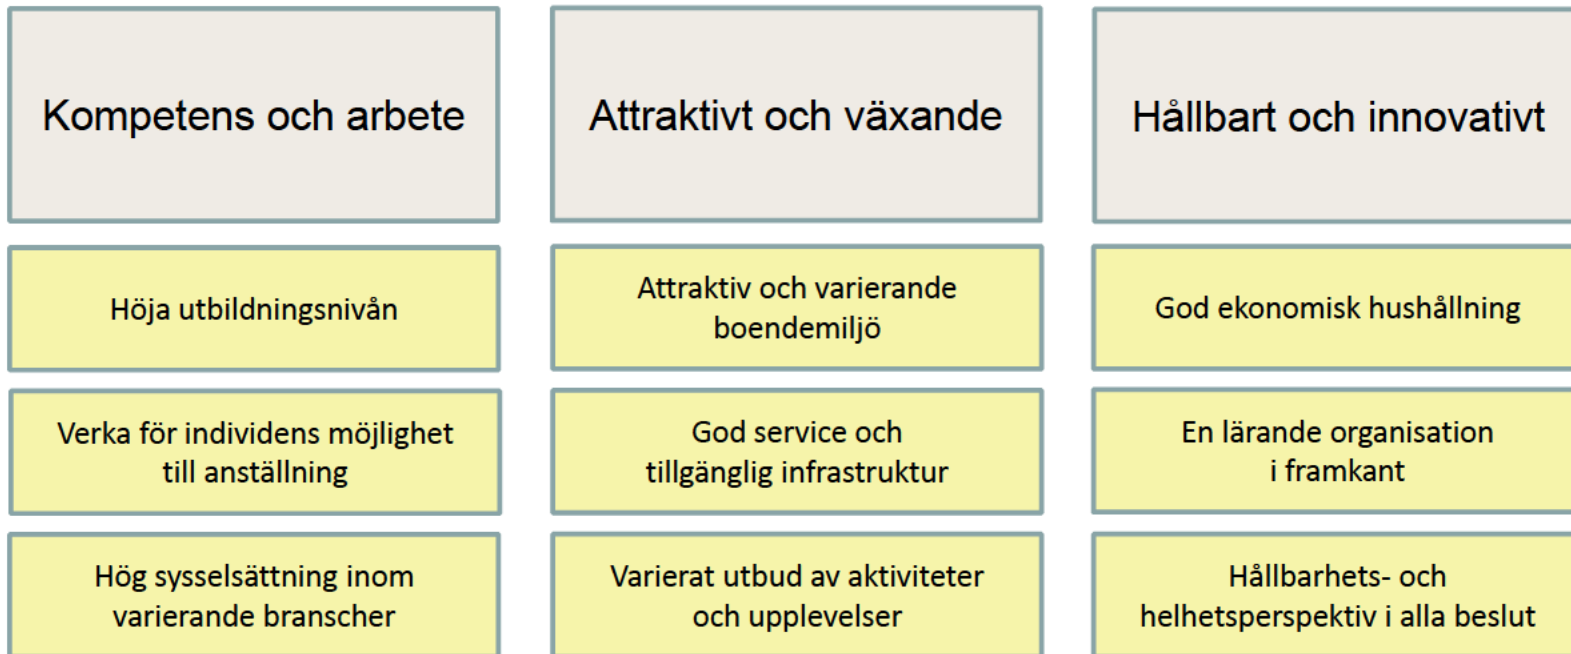 Kompetens och arbete
Attraktivt och växande
Hållbart och innovativt
Höja utbildningsnivån
Attraktiv och varierande
boendemiljö
God ekonomisk hushållning
Verka för individens möjlighet
till anställning
God service och
tillgänglig infrastruktur
En lärande organisation
i framkant
Hög sysselsättning inom
varierande branscher
Varierat utbud av aktiviteter
och upplevelser
Hållbarhets- och
helhetsperspektiv i alla beslut